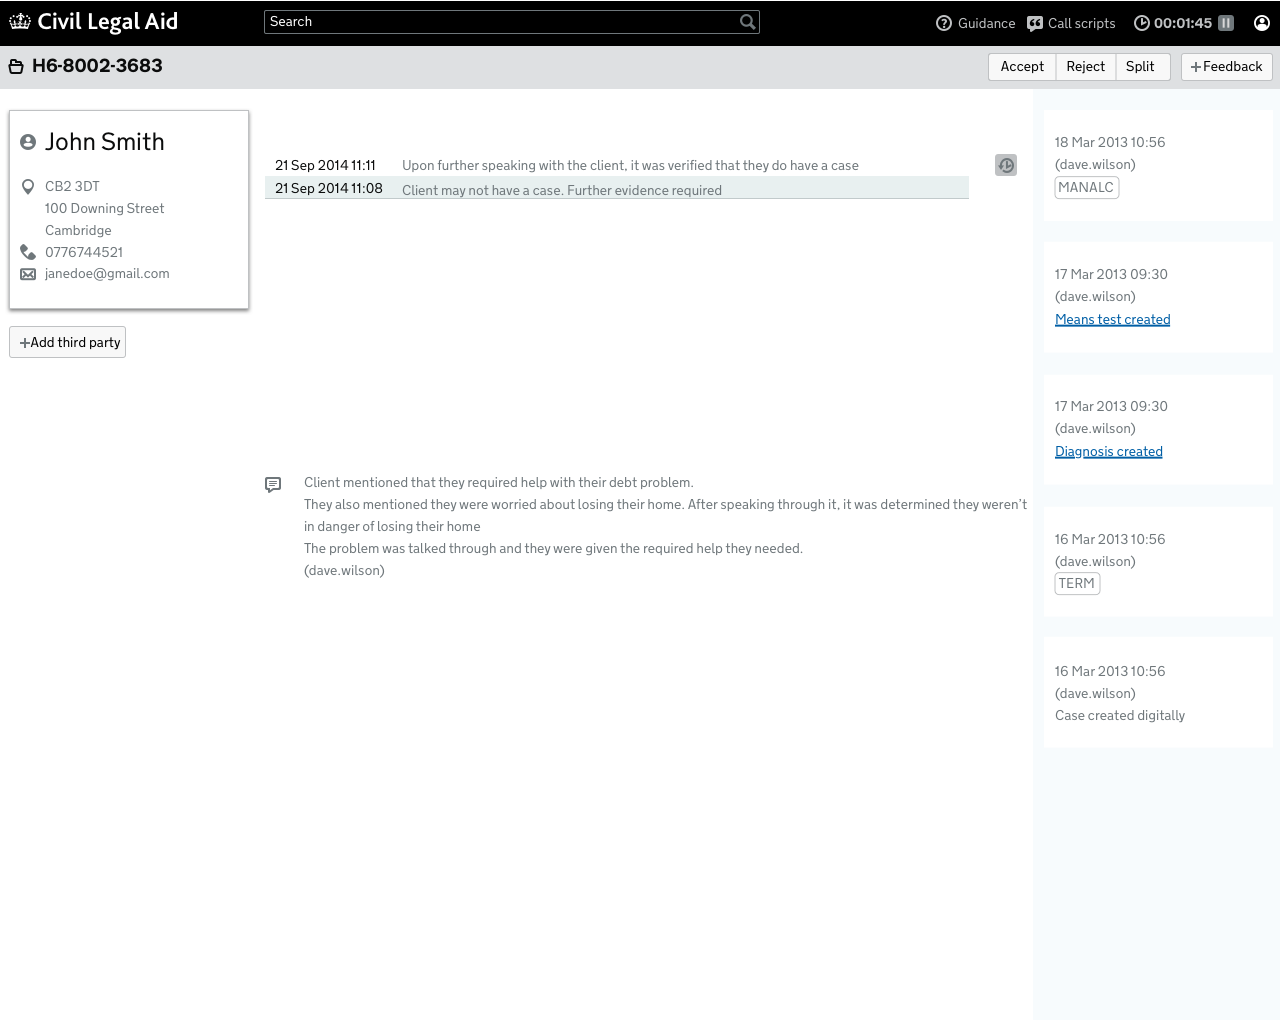 Civil Legal Aid
Search
Guidance
Call scripts
00:01:45
H6-8002-3683
Accept
Reject
Split
+Feedback
John Smith
CB2 3DT
100 Downing Street
Cambridge
0776744521
janedoe@gmail.com
+Add third party
21 Sep 2014 11:11 Upon further speaking with the client, it was verified that they do have a case
21 Sep 2014 11:08 Client may not have a case. Further evidence required
Client mentioned that they required help with their debt problem.
They also mentioned they were worried about losing their home. After speaking through it, it was determined they weren't
in danger of losing their home
The problem was talked through and they were given the required help they needed.
(dave.wilson)
18 Mar 2013 10:56
(dave.wilson)
MANALC
17 Mar 2013 09:30
(dave.wilson)
Means test created
17 Mar 2013 09:30
(dave.wilson)
Diagnosis created
16 Mar 2013 10:56
(dave.wilson)
TERM
16 Mar 2013 10:56
(dave.wilson)
Case created digitally